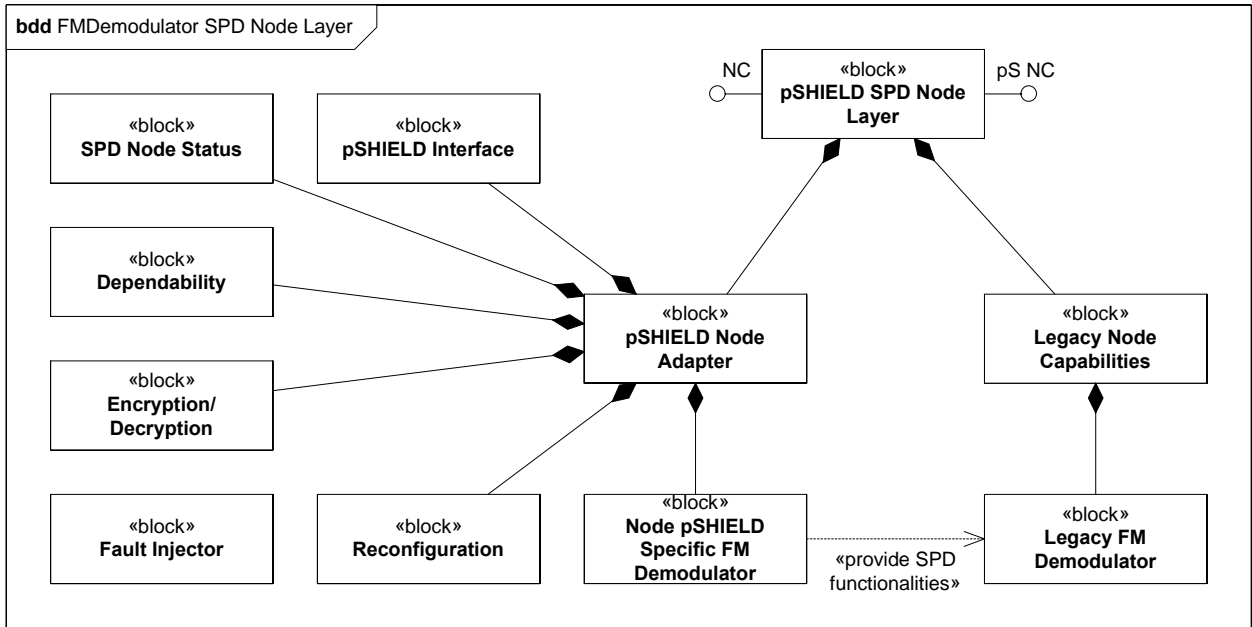 bdd FMDemodulator SPD Node Layer
NC
«block»
pSHIELD SPD Node
Layer
pS NC
«block»
SPD Node Status
«block»
pSHIELD Interface
«block»
Dependability
«block»
pSHIELD Node
Adapter
«block»
Legacy Node
Capabilities
«block»
Encryption/
Decryption
«block»
Fault Injector
«block»
Reconfiguration
«block»
Node pSHIELD
Specific FM
Demodulator
«provide SPD
functionalities»
«block»
Legacy FM
Demodulator